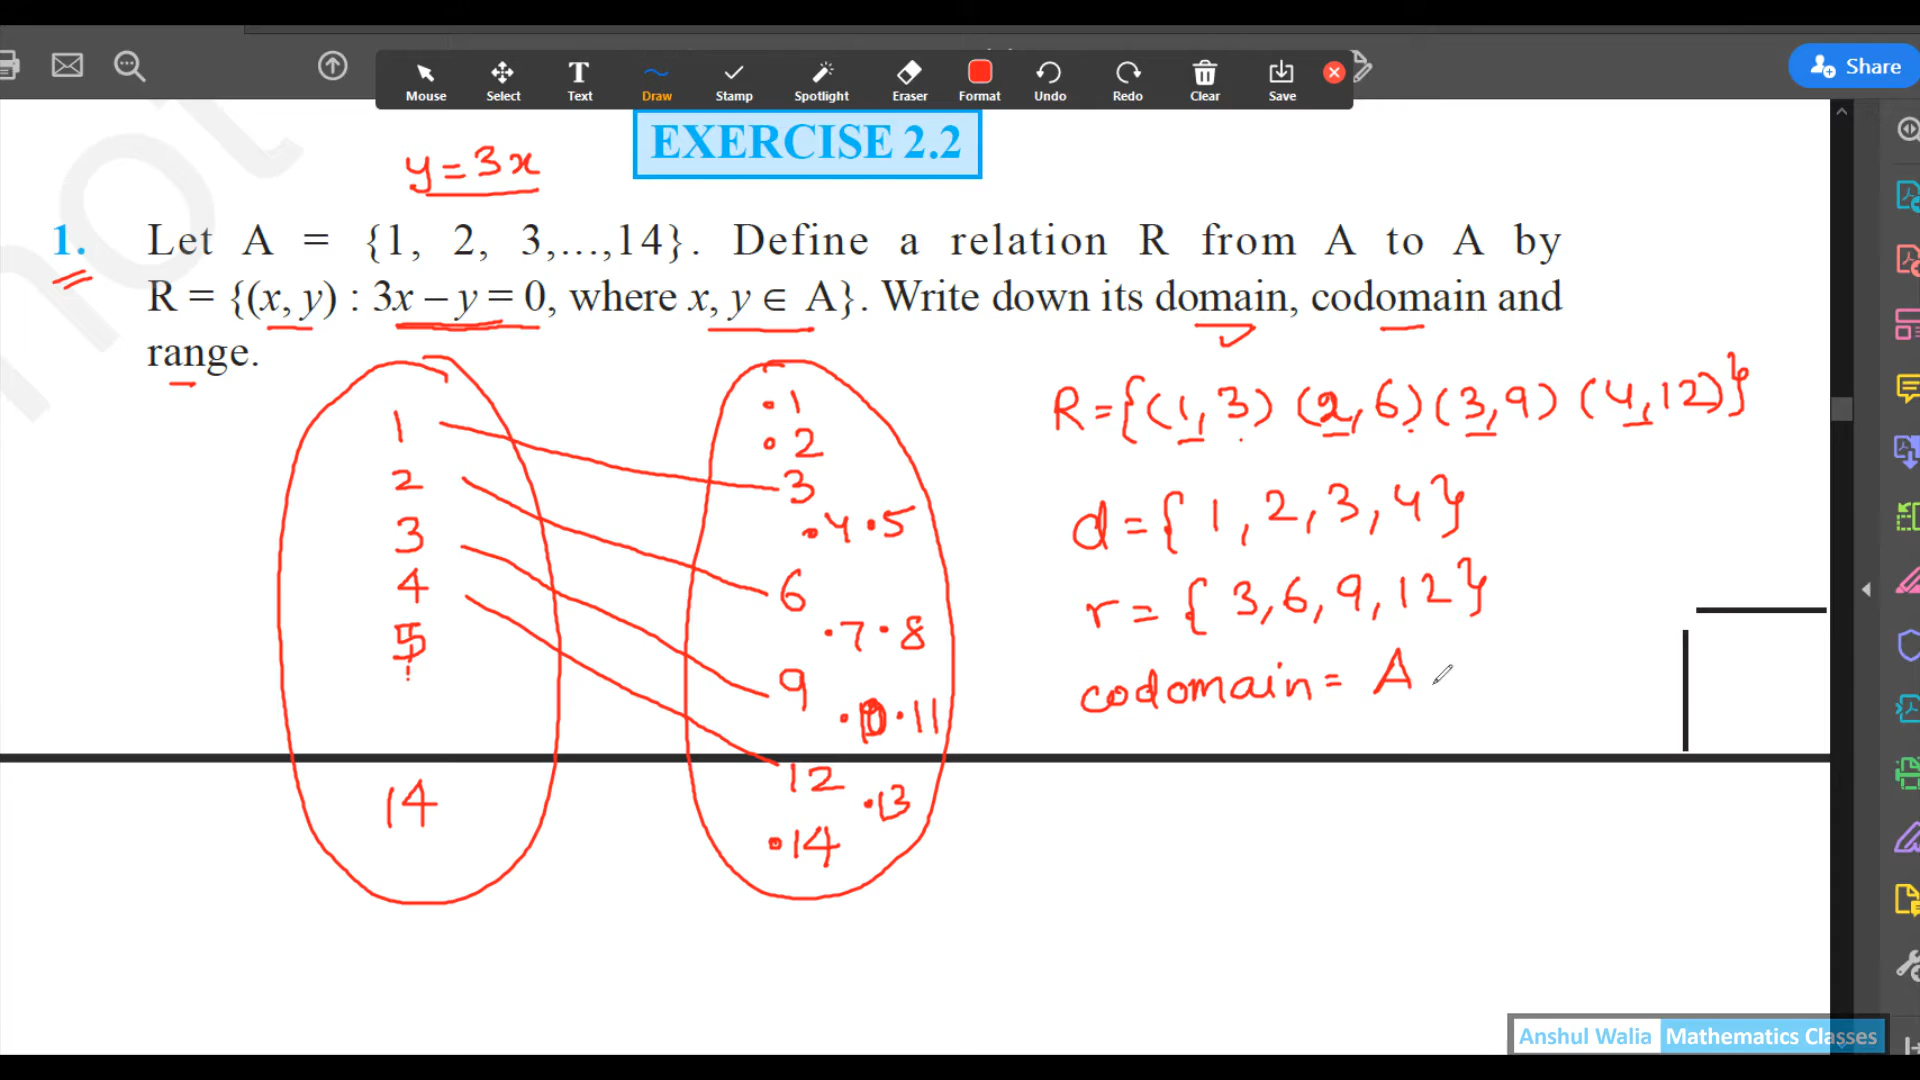 Share
Mouse Select Text Draw Stamp Spotlight Eraser Format Undo Redo Clear Save
EXERCISE 2.2
y = 3x
1. Let A = {1, 2, 3,...,14}. Define a relation R from A to A by
R = {(x, y) : 3x – y = 0, where x, y ∈ A}. Write down its domain, codomain and
range.
R = {(1, 3) (2, 6) (3, 9) (4, 12)}
1
2
3
4
5
14
.1
.2
3
.4 .5
6
.7 .8
9
.10 .11
12
.13
.14
d = {1, 2, 3, 4}
r = {3, 6, 9, 12}
codomain = A
not
Anshul Walia Mathematics Classes